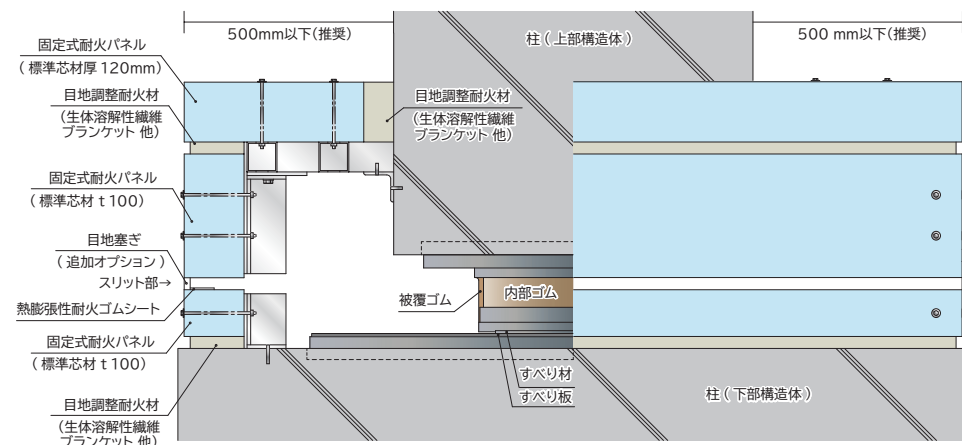 500mm以下(推奨)
柱 ( 上部構造体 )
500 mm以下(推奨)
固定式耐火パネル
( 標準芯材厚 120mm)
目地調整耐火材
(生体溶解性繊維
ブランケット 他)
目地調整耐火材
(生体溶解性繊維
ブランケット 他)
固定式耐火パネル
( 標準芯材 t 100)
目地塞ぎ
( 追加オプション )
スリット部→
熱膨張性耐火ゴムシート
固定式耐火パネル
( 標準芯材 t 100)
目地調整耐火材
(生体溶解性繊維
ブランケット 他)
被覆ゴム
内部ゴム
すべり材
すべり板
柱 ( 下部構造体 )